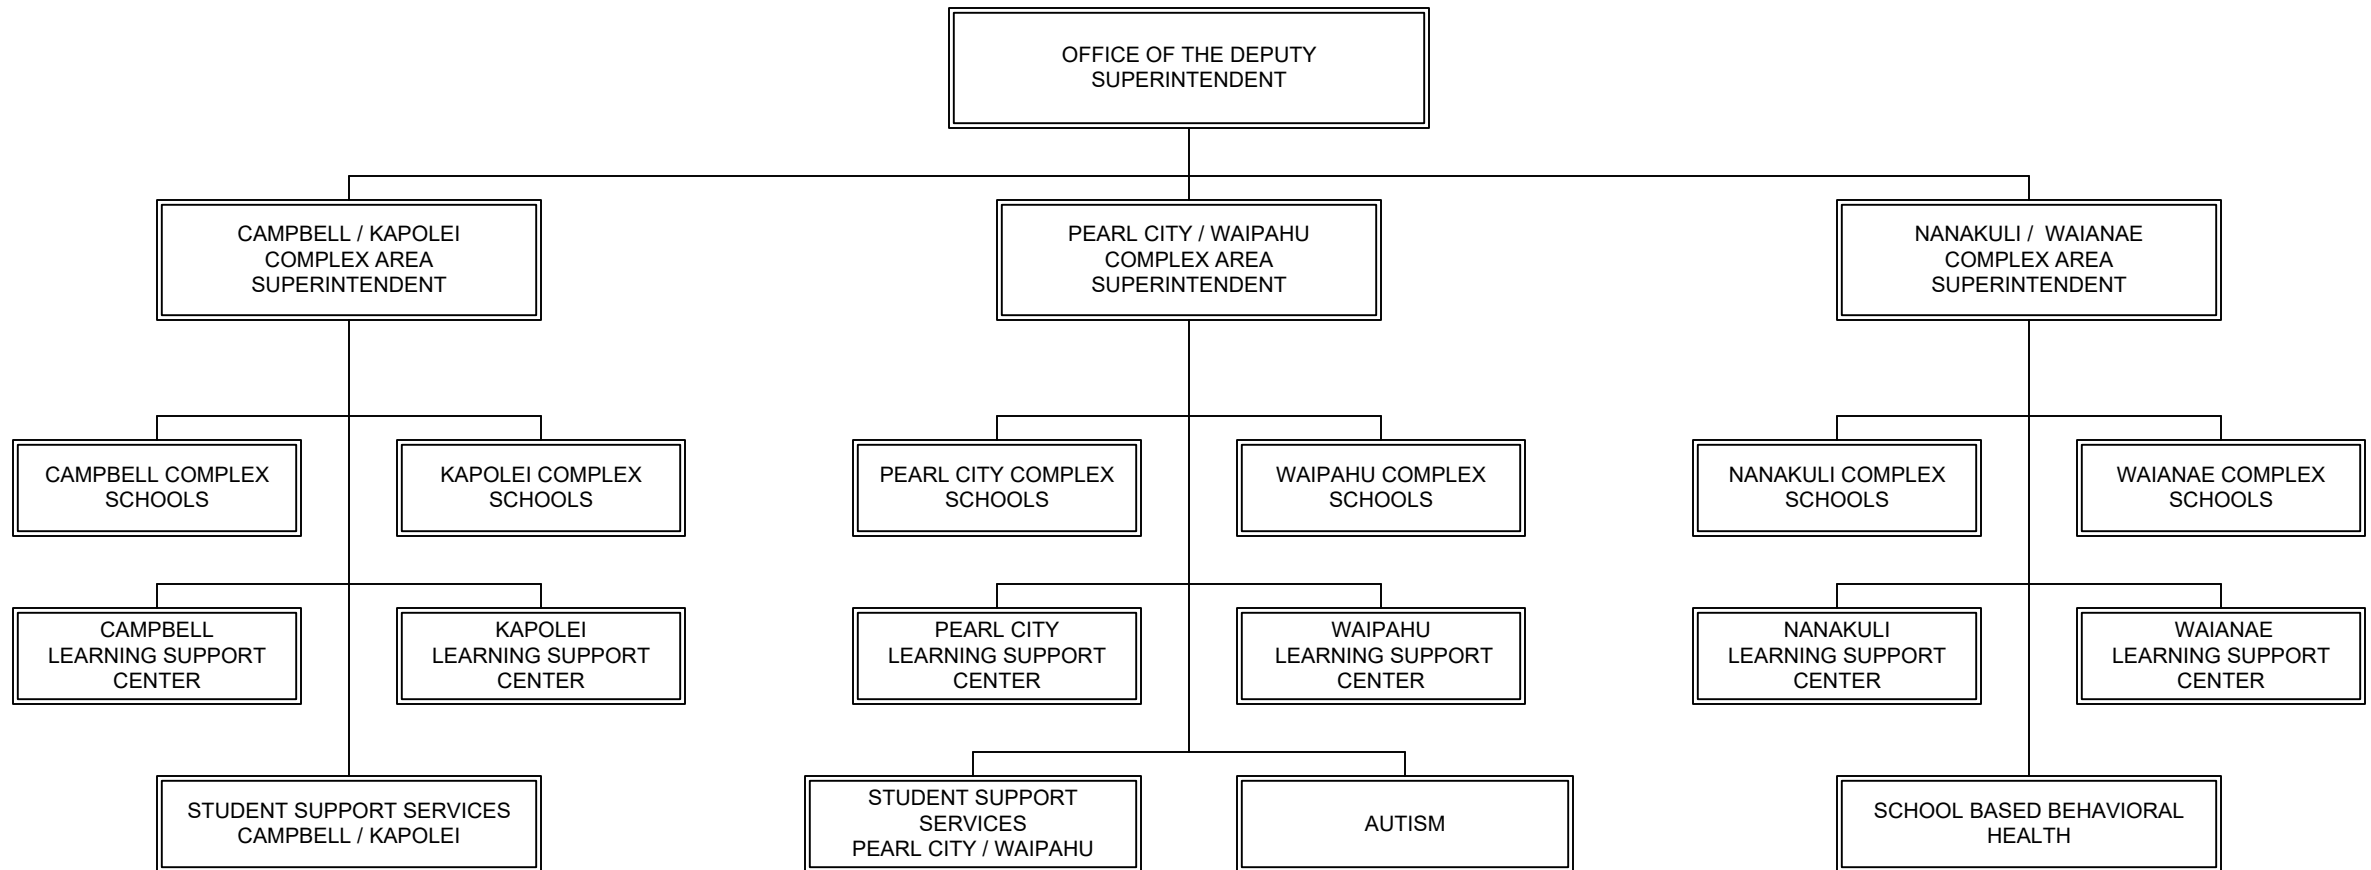 OFFICE OF THE DEPUTY
SUPERINTENDENT
CAMPBELL / KAPOLEI
COMPLEX AREA
SUPERINTENDENT
PEARL CITY / WAIPAHU
COMPLEX AREA
SUPERINTENDENT
NANAKULI / WAIANAE
COMPLEX AREA
SUPERINTENDENT
CAMPBELL COMPLEX
SCHOOLS
KAPOLEI COMPLEX
SCHOOLS
PEARL CITY COMPLEX
SCHOOLS
WAIPAHU COMPLEX
SCHOOLS
NANAKULI COMPLEX
SCHOOLS
WAIANAE COMPLEX
SCHOOLS
CAMPBELL
LEARNING SUPPORT
CENTER
KAPOLEI
LEARNING SUPPORT
CENTER
PEARL CITY
LEARNING SUPPORT
CENTER
WAIPAHU
LEARNING SUPPORT
CENTER
NANAKULI
LEARNING SUPPORT
CENTER
WAIANAE
LEARNING SUPPORT
CENTER
STUDENT SUPPORT SERVICES
CAMPBELL / KAPOLEI
STUDENT SUPPORT
SERVICES
PEARL CITY / WAIPAHU
AUTISM
SCHOOL BASED BEHAVIORAL
HEALTH